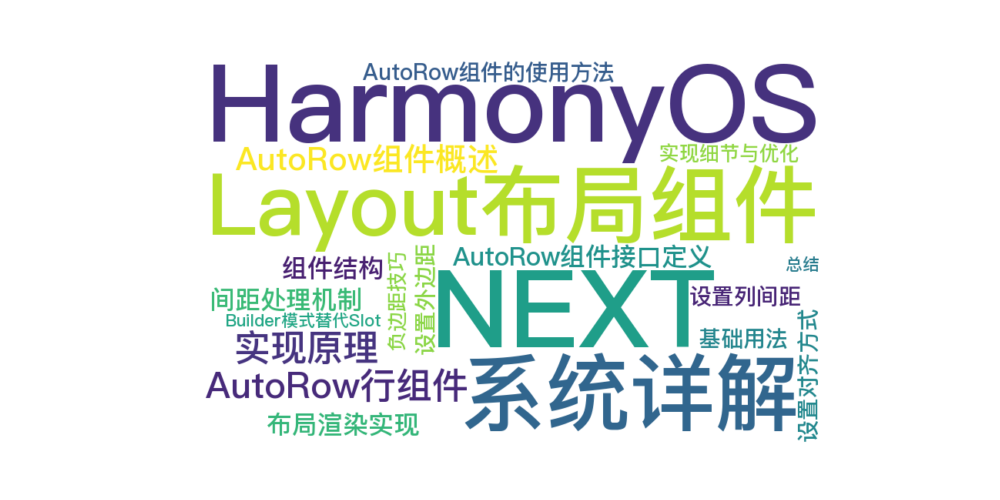 AutoRow组件的使用方法
HarmonyOS
AutoRow组件概述
实现细节与优化
Layout布局组件
AutoRow组件接口定义
组件结构
负边距技巧
设置外边距
总结
NEXT
间距处理机制
设置列间距
Builder模式替代Slot
实现原理
基础用法
设置对齐方式
系统详解
AutoRow行组件
布局渲染实现